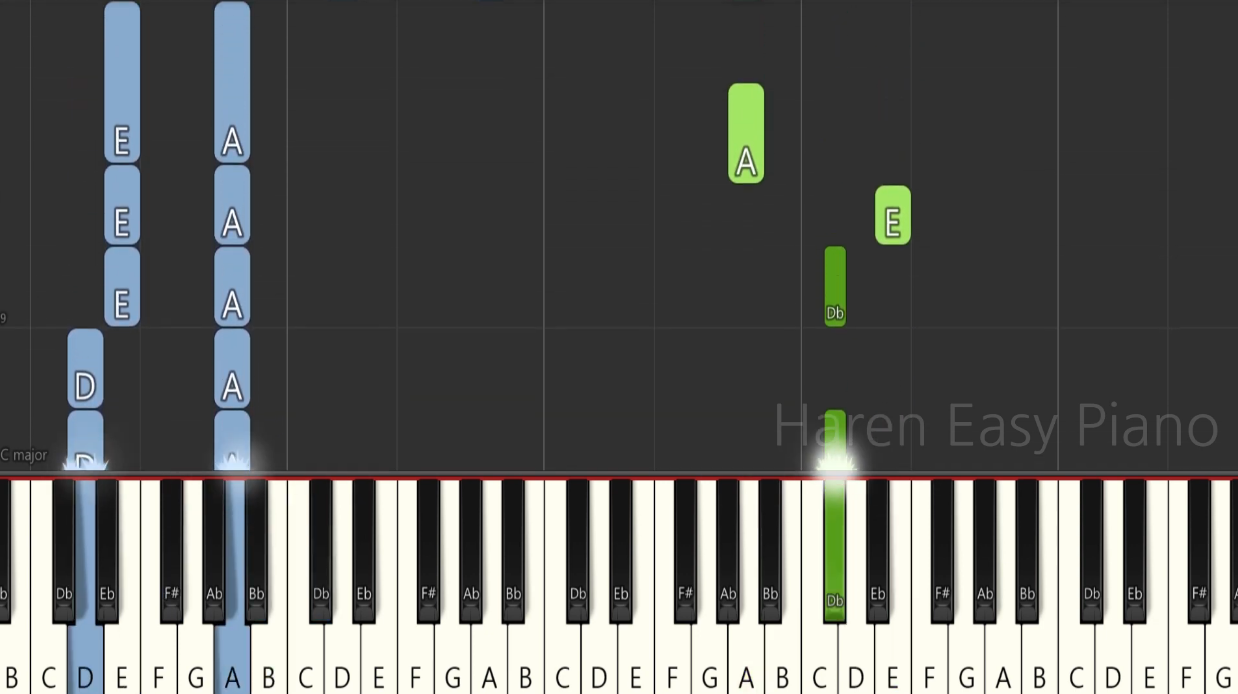 E A A
E A E
E A Db
9
D A
Haren Easy Piano
C major D A
b Db Eb F# Ab Bb Db Eb F# Ab Bb Db Eb F# Ab Bb Db Eb F# Ab Bb Db Eb F# A
B C D E F G A B C D E F G A B C D E F G A B C D E F G A B C D E F G